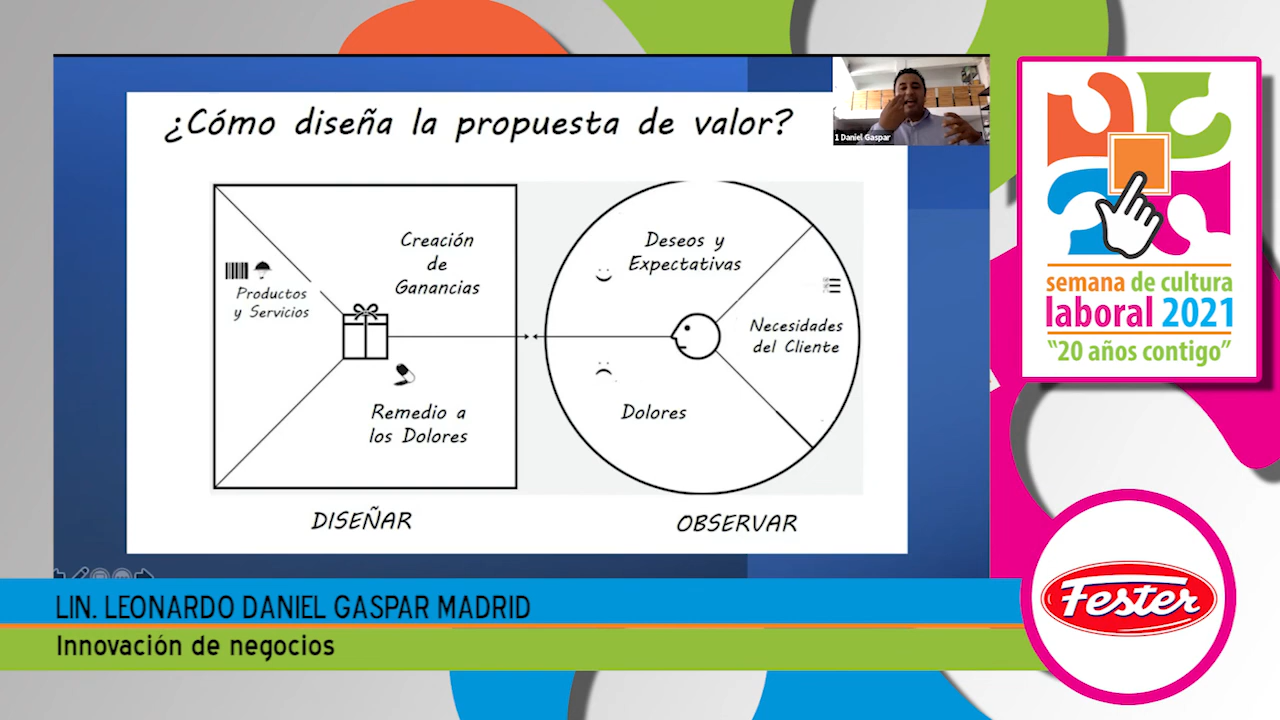 ¿Cómo diseña la propuesta de valor?
1 Daniel Gaspar
Creación
de
Ganancias
Productos
y Servicios
Remedio a
los Dolores
Deseos y
Expectativas
Necesidades
del Cliente
Dolores
DISEÑAR
OBSERVAR
semana de cultura
laboral 2021
"20 años contigo"
Fester
LIN. LEONARDO DANIEL GASPAR MADRID
Innovación de negocios